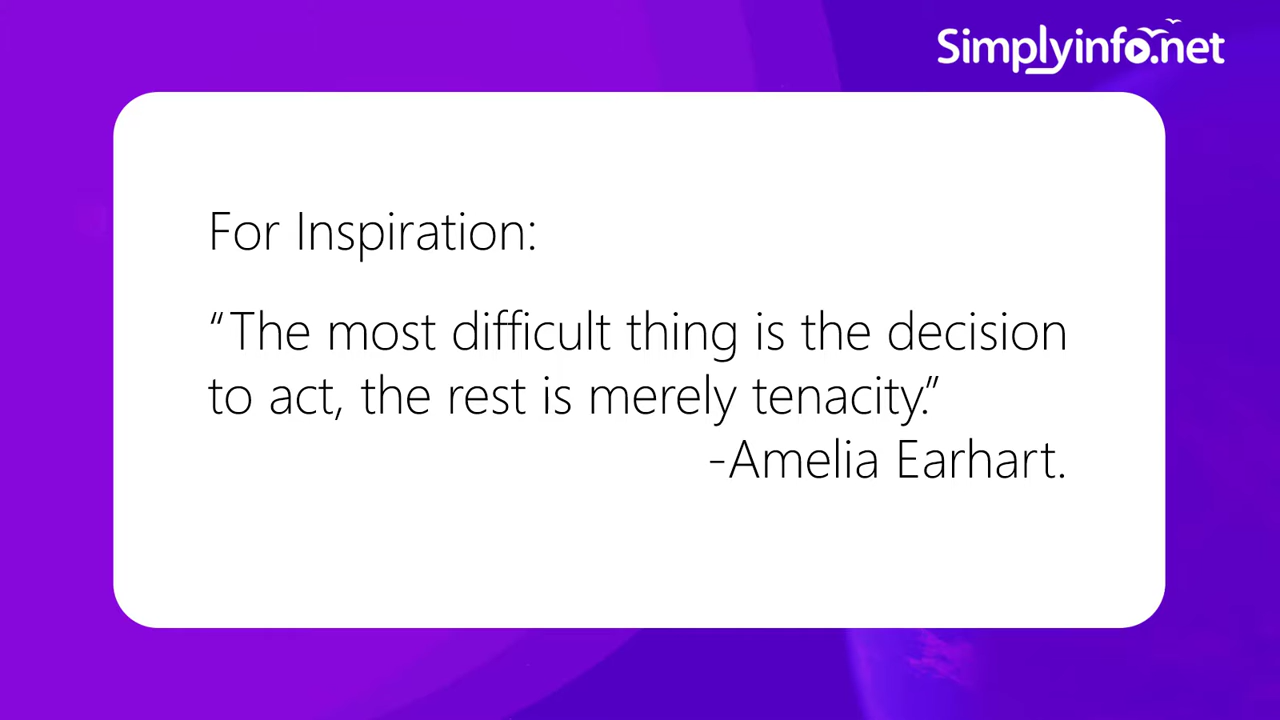 Simplyinfo.net
For Inspiration:
“The most difficult thing is the decision
to act, the rest is merely tenacity.”
-Amelia Earhart.